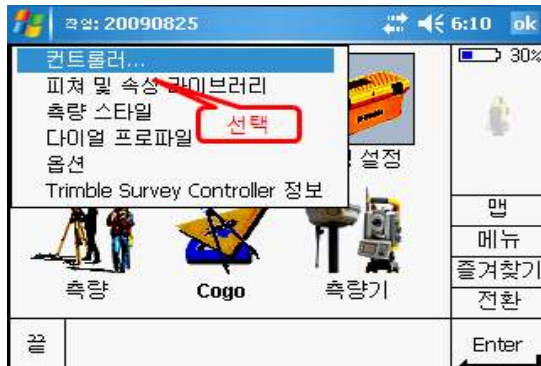 작업: 20090825
6:10 ok
컨트롤러...
피쳐 및 속성 라이브러리
측량 스타일
다이얼 프로파일
옵션
Trimble Survey Controller 정보
선택
30%
설정
측량
Cogo
측량기
맵
메뉴
즐겨찾기
전환
끝
Enter